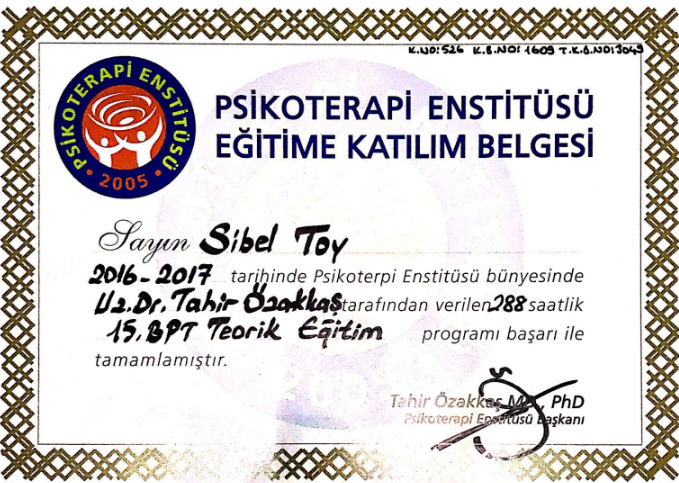 K.NO: 526 K.B.NO: 1609 T.K.B.NO: 3049
PSİKOTERAPİ ENSTİTÜSÜ
• 2005 •
PSİKOTERAPİ ENSTİTÜSÜ
EĞİTİME KATILIM BELGESİ
Sayın Sibel Toy
2016-2017 tarihinde Psikoterpi Enstitüsü bünyesinde
Uz.Dr. Tahir Özakkaş tarafından verilen 288 saatlik
15.BPT Teorik Eğitim programı başarı ile
tamamlamıştır.
Tahir Özakkaş M.D., PhD
Psikoterapi Enstitüsü Başkanı